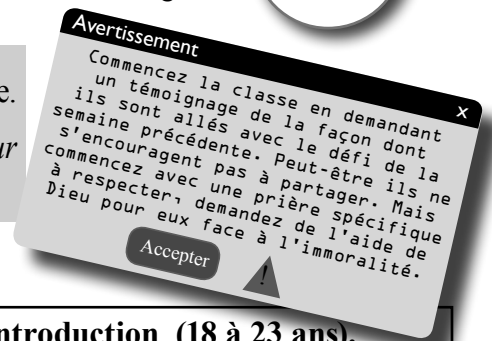 Avertissement
x
Commencez la classe en demandant
un témoignage de la façon dont
ils sont allés avec le défi de la
semaine précédente. Peut-être ils ne
s'encouragent pas à partager. Mais
commencez avec une prière spécifique
à respecter, demandez de l'aide de
Dieu pour eux face à l'immoralité.
Accepter
!
e.
ur
ntroduction (18 à 23 ans).